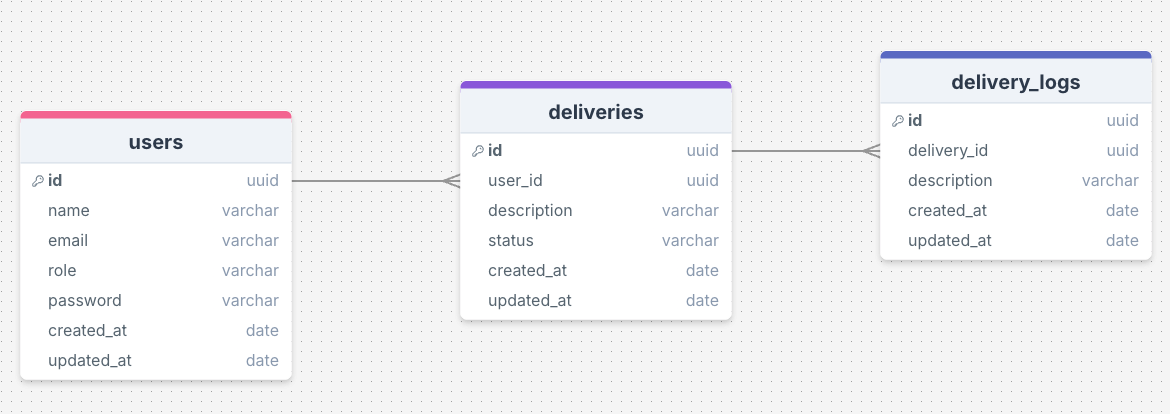 users
id uuid
name varchar
email varchar
role varchar
password varchar
created_at date
updated_at date
deliveries
id uuid
user_id uuid
description varchar
status varchar
created_at date
updated_at date
delivery_logs
id uuid
delivery_id uuid
description varchar
created_at date
updated_at date